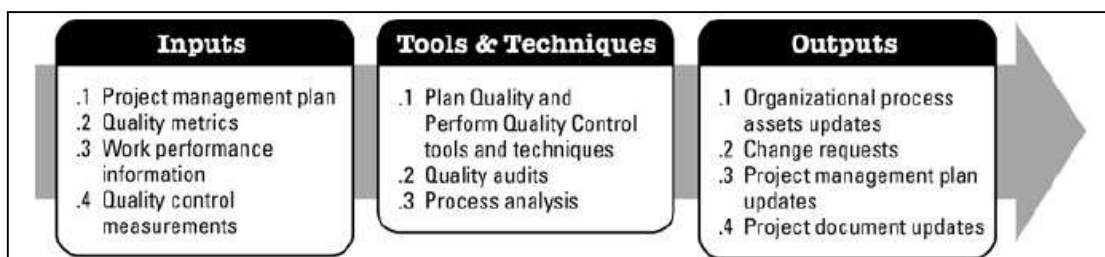 Inputs
.1 Project management plan
.2 Quality metrics
.3 Work performance
information
.4 Quality control
measurements
Tools & Techniques
.1 Plan Quality and
Perform Quality Control
tools and techniques
.2 Quality audits
.3 Process analysis
Outputs
.1 Organizational process
assets updates
.2 Change requests
.3 Project management plan
updates
.4 Project document updates